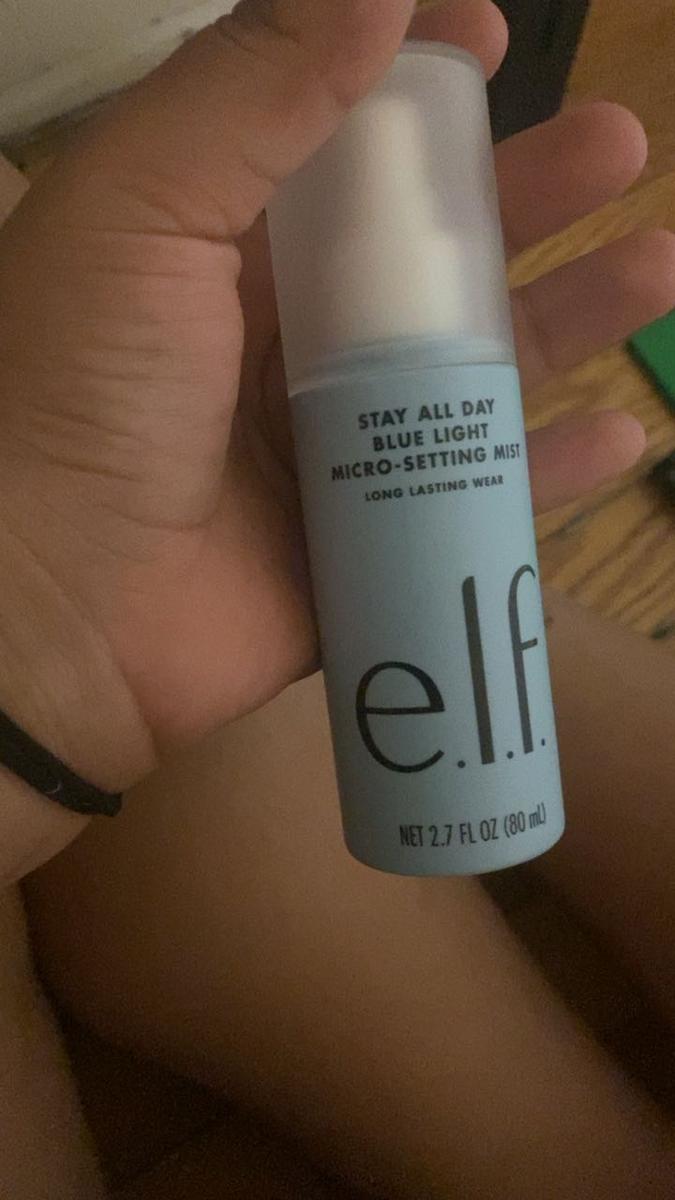 STAY ALL DAY
BLUE LIGHT
MICRO-SETTING MIST
LONG LASTING WEAR
e.l.f.
NET 2.7 FL OZ (80 mL)